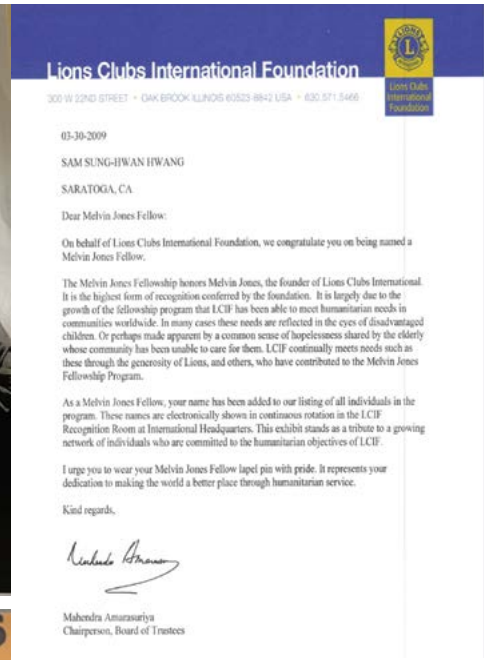 Lions Clubs International Foundation
300 W 22ND STREET • OAK BROOK ILLINOIS 60523-8842 USA • 630.571.5466
Lions Clubs
International
Foundation
03-30-2009
SAM SUNG-HWAN HWANG
SARATOGA, CA
Dear Melvin Jones Fellow:
On behalf of Lions Clubs International Foundation, we congratulate you on being named a
Melvin Jones Fellow.
The Melvin Jones Fellowship honors Melvin Jones, the founder of Lions Clubs International.
It is the highest form of recognition conferred by the foundation. It is largely due to the
growth of the fellowship program that LCIF has been able to meet humanitarian needs in
communities worldwide. In many cases these needs are reflected in the eyes of disadvantaged
children. Or perhaps made apparent by a common sense of hopelessness shared by the elderly
whose community has been unable to care for them. LCIF continually meets needs such as
these through the generosity of Lions, and others, who have contributed to the Melvin Jones
Fellowship Program.
As a Melvin Jones Fellow, your name has been added to our listing of all individuals in the
program. These names are electronically shown in continuous rotation in the LCIF
Recognition Room at International Headquarters. This exhibit stands as a tribute to a growing
network of individuals who are committed to the humanitarian objectives of LCIF.
I urge you to wear your Melvin Jones Fellow lapel pin with pride. It represents your
dedication to making the world a better place through humanitarian service.
Kind regards,
Mahendra Amarasuriya
Chairperson, Board of Trustees